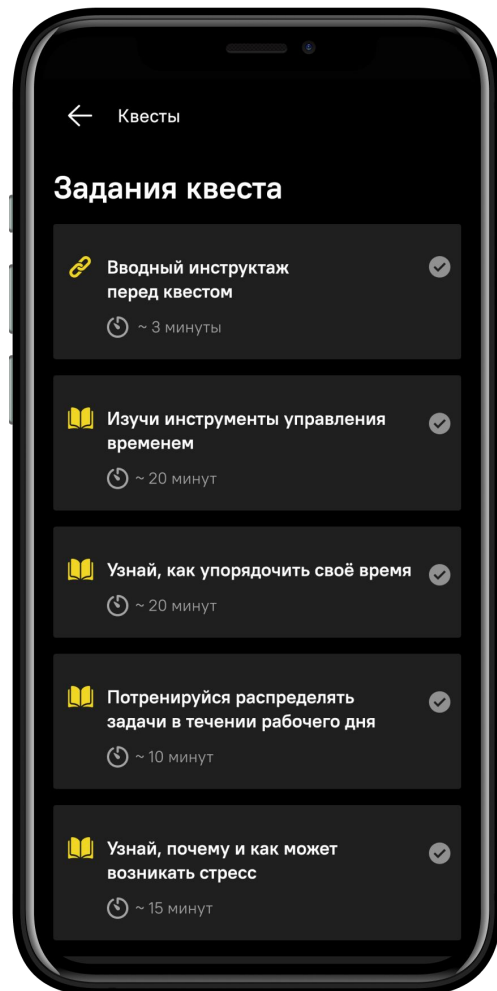 Квесты
Задания квеста
Вводный инструктаж
перед квестом
~ 3 минуты
Изучи инструменты управления
временем
~ 20 минут
Узнай, как упорядочить своё время
~ 20 минут
Потренируйся распределять
задачи в течении рабочего дня
~ 10 минут
Узнай, почему и как может
возникать стресс
~ 15 минут